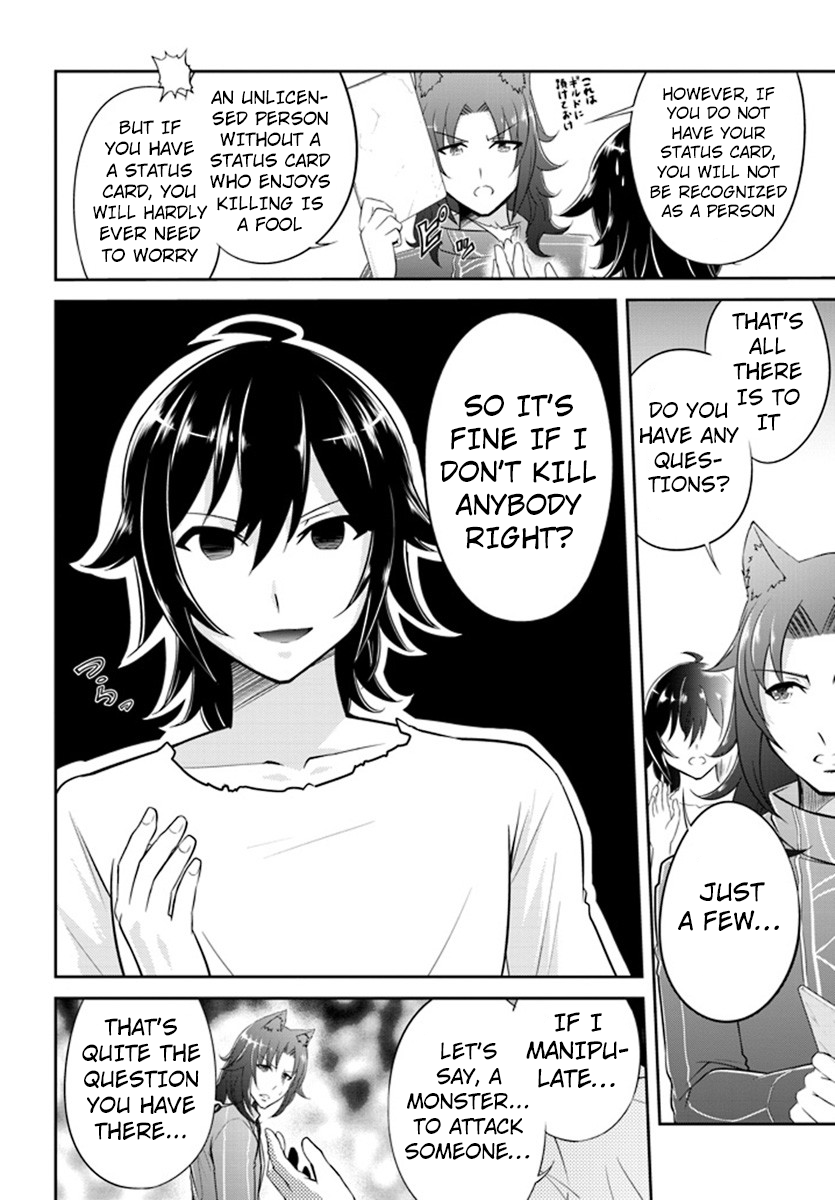 HOWEVER, IF
YOU DO NOT
HAVE YOUR
STATUS CARD,
YOU WILL NOT
BE RECOGNIZED
AS A PERSON
これは
ギルドに
預けておけ
ピッ
AN UNLICEN-
SED PERSON
WITHOUT A
STATUS CARD
WHO ENJOYS
KILLING IS
A FOOL
BUT IF
YOU HAVE
A STATUS
CARD, YOU
WILL HARDLY
EVER NEED
TO WORRY
THAT'S
ALL
THERE
IS TO
IT
DO YOU
HAVE ANY
QUES-
TIONS?
JUST
A FEW...
SO IT'S
FINE IF I
DON'T KILL
ANYBODY
RIGHT?
IF I
MANIPU-
LATE...
LET'S
SAY, A
MONSTER...
TO ATTACK
SOMEONE...
THAT'S
QUITE THE
QUESTION
YOU HAVE
THERE...